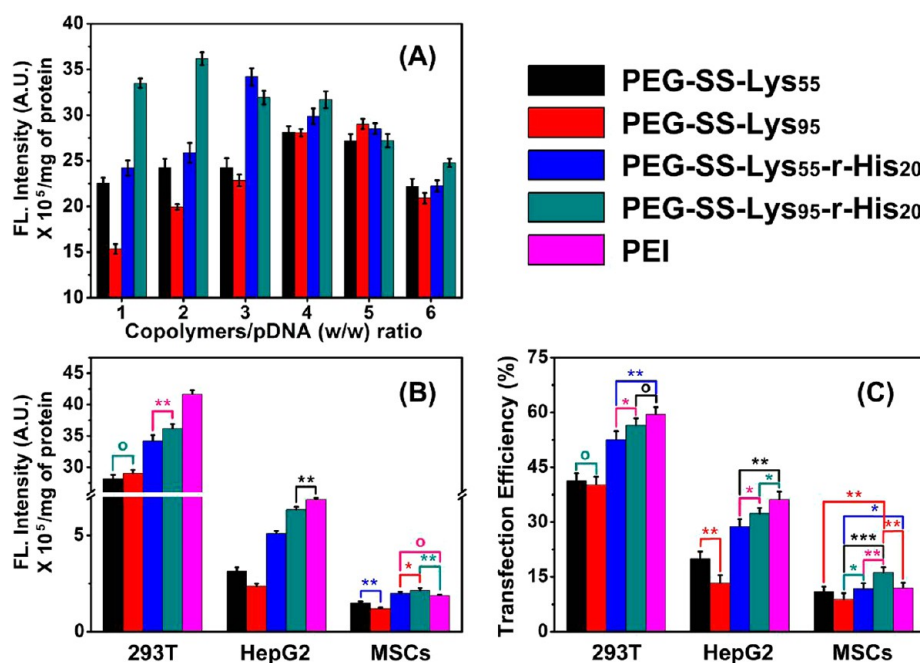 (A)
FL. Intensity (A.U.)
X 10⁵/mg of protein
40
35
30
25
20
15
10
1 2 3 4 5 6
Copolymers/pDNA (w/w) ratio
PEG-SS-Lys₅₅
PEG-SS-Lys₉₅
PEG-SS-Lys₅₅-r-His₂₀
PEG-SS-Lys₉₅-r-His₂₀
PEI
(B)
FL. Intensity (A.U.)
X 10⁵/mg of protein
45
40
35
30
5
0
o
**
**
**
*
**
o
293T HepG2 MSCs
(C)
Transfection Efficiency (%)
75
60
45
30
15
0
o
*
**
o
**
*
*
**
**
*
***
*
**
**
293T HepG2 MSCs